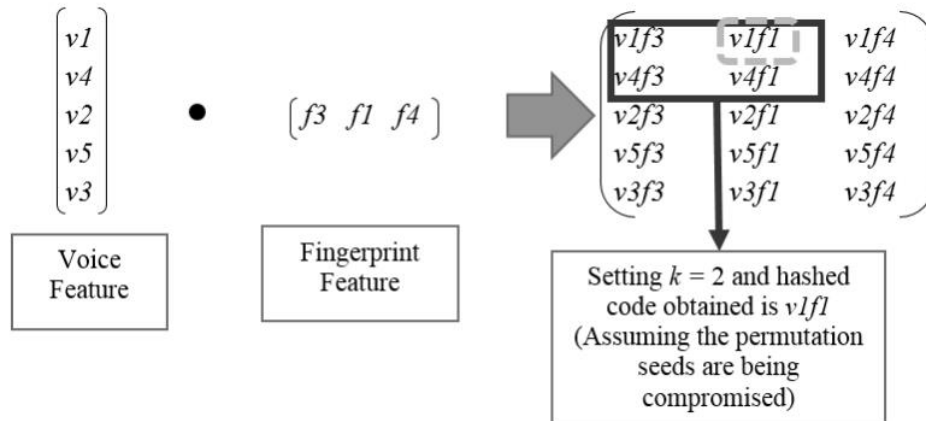 v1
v4
v2
v5
v3
•
(f3 f1 f4)
v1f3 v1f1 v1f4
v4f3 v4f1 v4f4
v2f3 v2f1 v2f4
v5f3 v5f1 v5f4
v3f3 v3f1 v3f4
Voice
Feature
Fingerprint
Feature
Setting k = 2 and hashed
code obtained is v1f1
(Assuming the permutation
seeds are being
compromised)